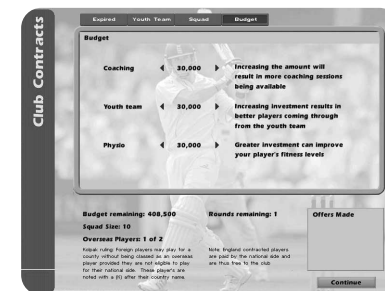 Club Contracts
Expired Youth Team Squad Budget
Budget
Coaching 30,000 Increasing the amount will
result in more coaching sessions
being available
Youth team 30,000 Increasing investment results in
better players coming through
from the youth team
Physio 30,000 Greater investment can improve
your player's fitness levels
Budget remaining: 408,500 Rounds remaining: 1 Offers Made
Squad Size: 10
Overseas Players: 1 of 2
Kolpak ruling: Foreign players may play for a
county without being classed as an overseas
player provided they are not eligible to play
for their national side. These player's are
noted with a (K) after their country name.
Note: England contracted players
are paid by the national side and
are thus free to the club
Continue